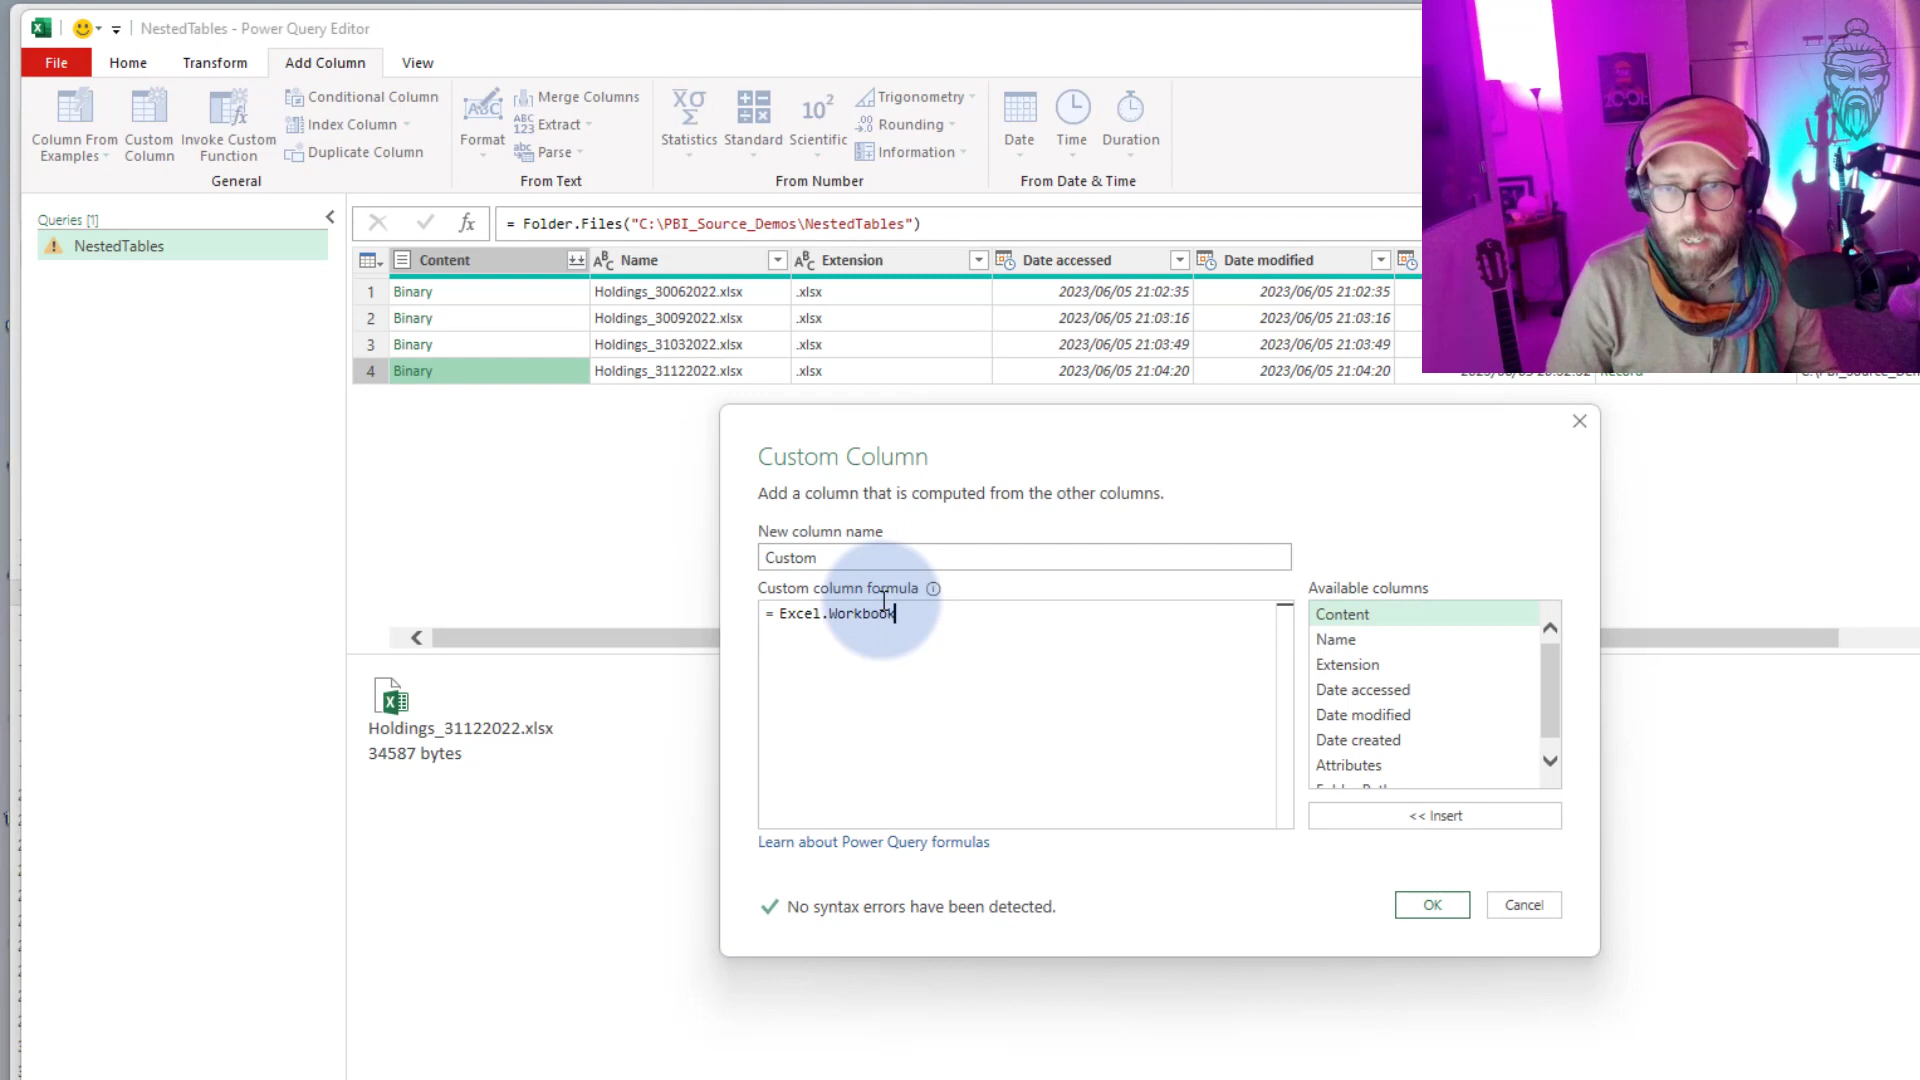 NestedTables - Power Query Editor
File
Home
Transform
Add Column
View
Column From Examples
Custom Column
Invoke Custom Function
Conditional Column
Index Column
Duplicate Column
General
Format
Merge Columns
Extract
Parse
From Text
Statistics
Standard
Scientific
Trigonometry
Rounding
Information
From Number
Date
Time
Duration
From Date & Time
Queries [1]
NestedTables
= Folder.Files("C:\PBI_Source_Demos\NestedTables")
Content Name Extension Date accessed Date modified
1 Binary Holdings_30062022.xlsx .xlsx 2023/06/05 21:02:35 2023/06/05 21:02:35
2 Binary Holdings_30092022.xlsx .xlsx 2023/06/05 21:03:16 2023/06/05 21:03:16
3 Binary Holdings_31032022.xlsx .xlsx 2023/06/05 21:03:49 2023/06/05 21:03:49
4 Binary Holdings_31122022.xlsx .xlsx 2023/06/05 21:04:20 2023/06/05 21:04:20
Custom Column
Add a column that is computed from the other columns.
New column name
Custom
Custom column formula
= Excel.Workbook
Available columns
Content
Name
Extension
Date accessed
Date modified
Date created
Attributes
<< Insert
Learn about Power Query formulas
No syntax errors have been detected.
OK
Cancel
Holdings_31122022.xlsx
34587 bytes